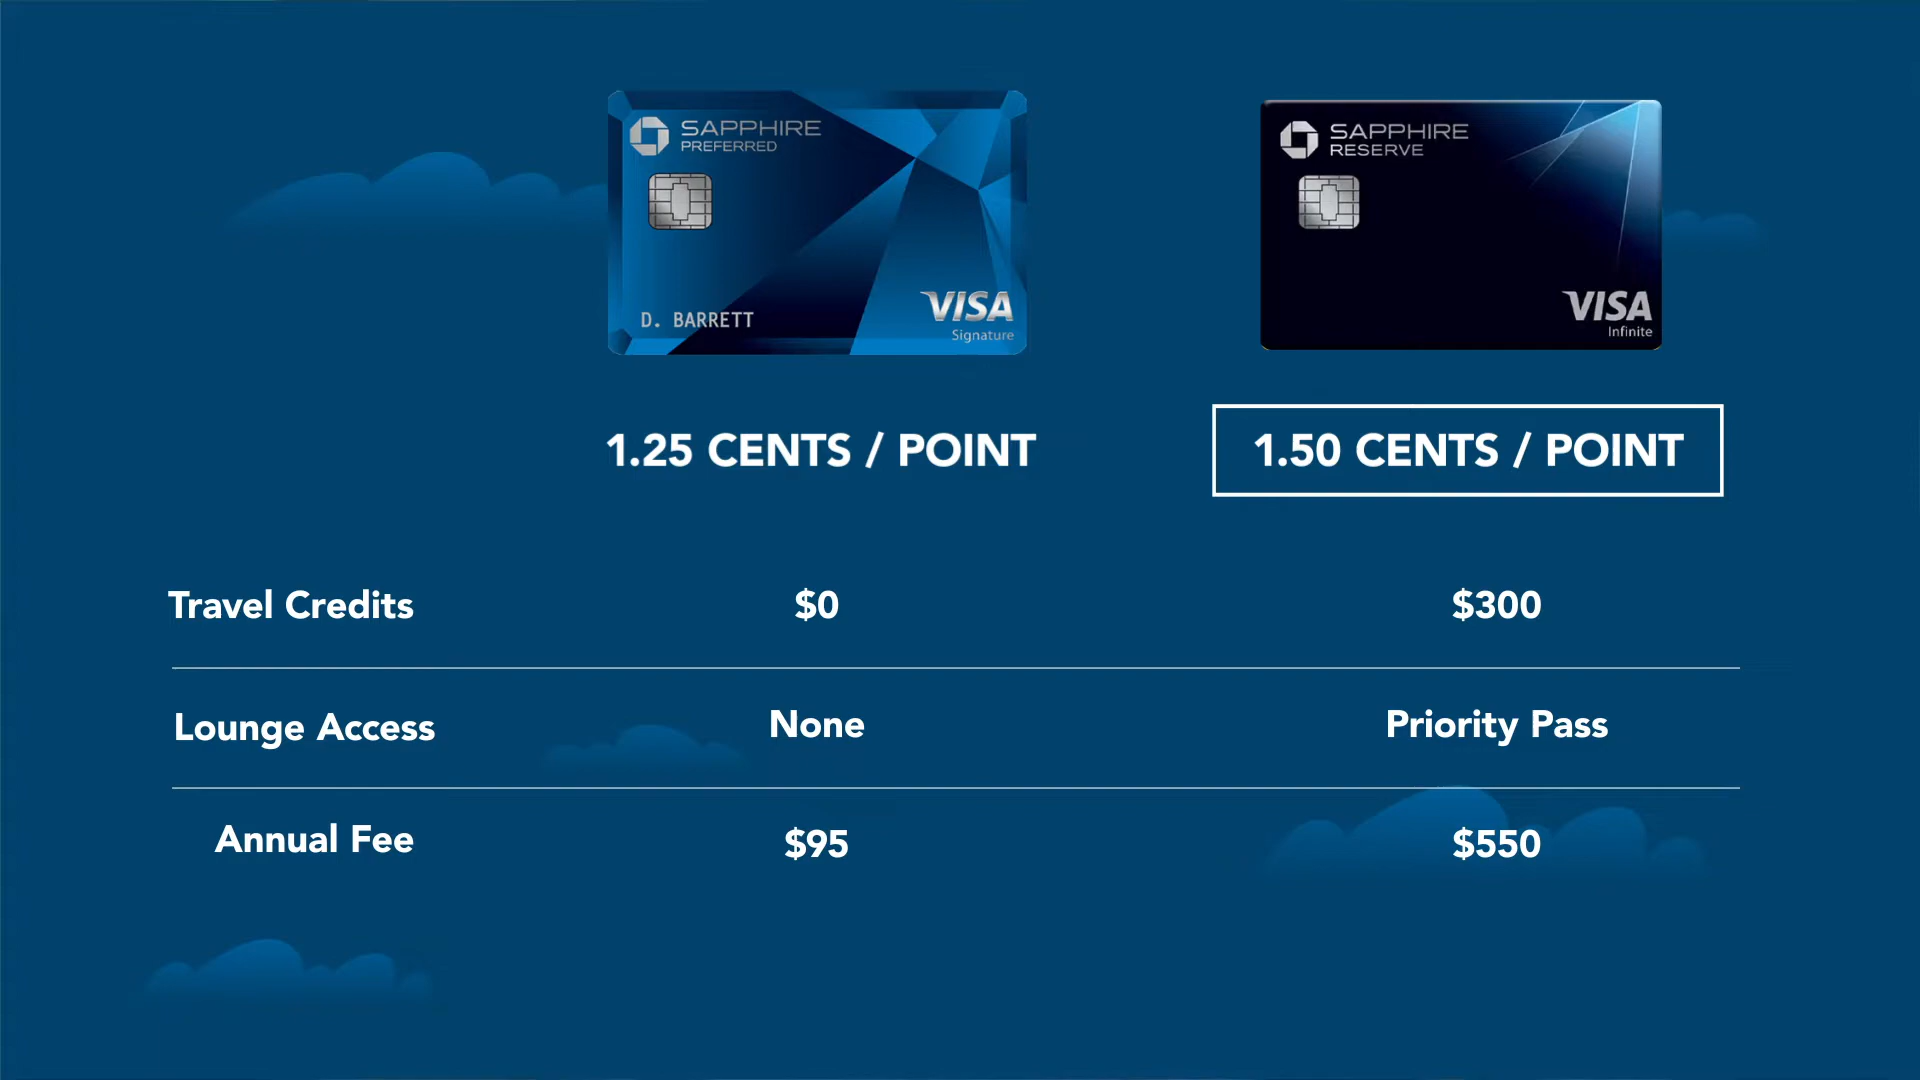 SAPPHIRE
PREFERRED
D. BARRETT
VISA
Signature
SAPPHIRE
RESERVE
VISA
Infinite
1.25 CENTS / POINT
1.50 CENTS / POINT
Travel Credits $0 $300
Lounge Access None Priority Pass
Annual Fee $95 $550